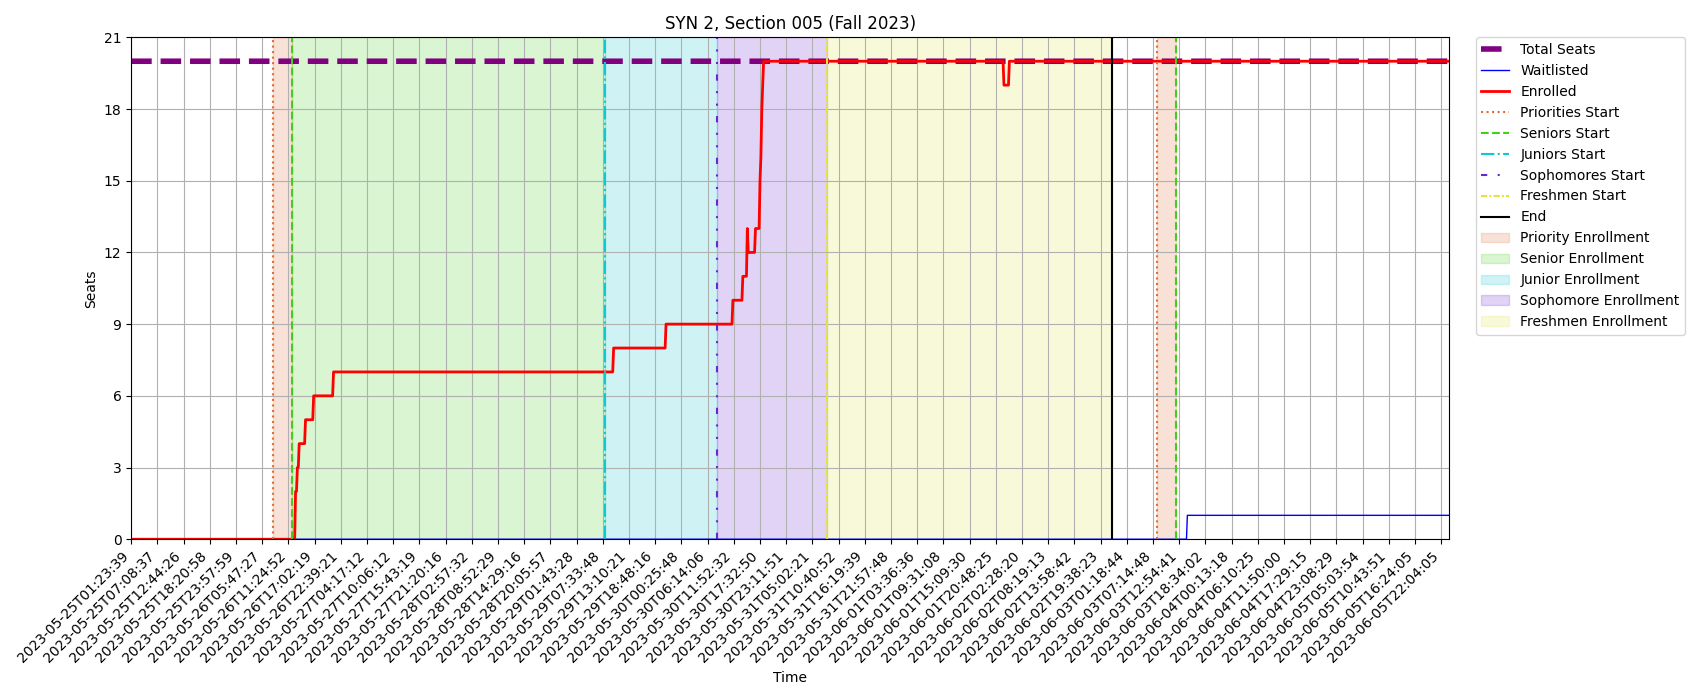 SYN 2, Section 005 (Fall 2023)
21
18
15
12
9
6
3
0
Seats
2023-05-25T01:23:39
2023-05-25T07:08:37
2023-05-25T12:44:26
2023-05-25T18:20:58
2023-05-25T23:57:59
2023-05-26T05:47:27
2023-05-26T11:24:52
2023-05-26T17:02:19
2023-05-26T22:39:21
2023-05-27T04:17:12
2023-05-27T10:06:12
2023-05-27T15:43:19
2023-05-27T21:20:16
2023-05-28T02:57:32
2023-05-28T08:52:29
2023-05-28T14:29:16
2023-05-28T20:05:57
2023-05-29T01:43:28
2023-05-29T07:33:48
2023-05-29T13:10:21
2023-05-29T18:48:16
2023-05-30T00:25:48
2023-05-30T06:14:06
2023-05-30T11:52:32
2023-05-30T17:32:50
2023-05-30T23:11:51
2023-05-31T05:02:21
2023-05-31T10:40:52
2023-05-31T16:19:39
2023-05-31T21:57:48
2023-06-01T03:36:36
2023-06-01T09:31:08
2023-06-01T15:09:30
2023-06-01T20:48:25
2023-06-02T02:28:20
2023-06-02T08:19:13
2023-06-02T13:58:42
2023-06-02T19:38:23
2023-06-03T01:18:44
2023-06-03T07:14:48
2023-06-03T12:54:41
2023-06-03T18:34:02
2023-06-04T00:13:18
2023-06-04T06:10:25
2023-06-04T11:50:00
2023-06-04T17:29:15
2023-06-04T23:08:29
2023-06-05T05:03:54
2023-06-05T10:43:51
2023-06-05T16:24:05
2023-06-05T22:04:05
Time
Total Seats
Waitlisted
Enrolled
Priorities Start
Seniors Start
Juniors Start
Sophomores Start
Freshmen Start
End
Priority Enrollment
Senior Enrollment
Junior Enrollment
Sophomore Enrollment
Freshmen Enrollment